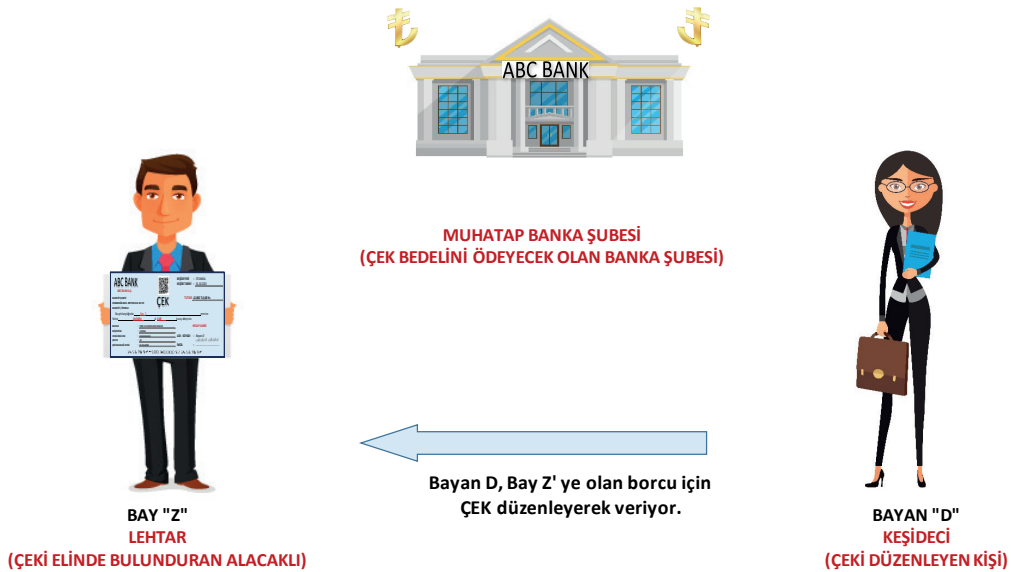 ABC BANK
MUHATAP BANKA ŞUBESİ
(ÇEK BEDELİNİ ÖDEYECEK OLAN BANKA ŞUBESİ)
ABC BANK
ÇEK
Bayan D, Bay Z' ye olan borcu için
ÇEK düzenleyerek veriyor.
BAY "Z"
LEHTAR
(ÇEKİ ELİNDE BULUNDURAN ALACAKLI)
BAYAN "D"
KEŞİDECİ
(ÇEKİ DÜZENLEYEN KİŞİ)